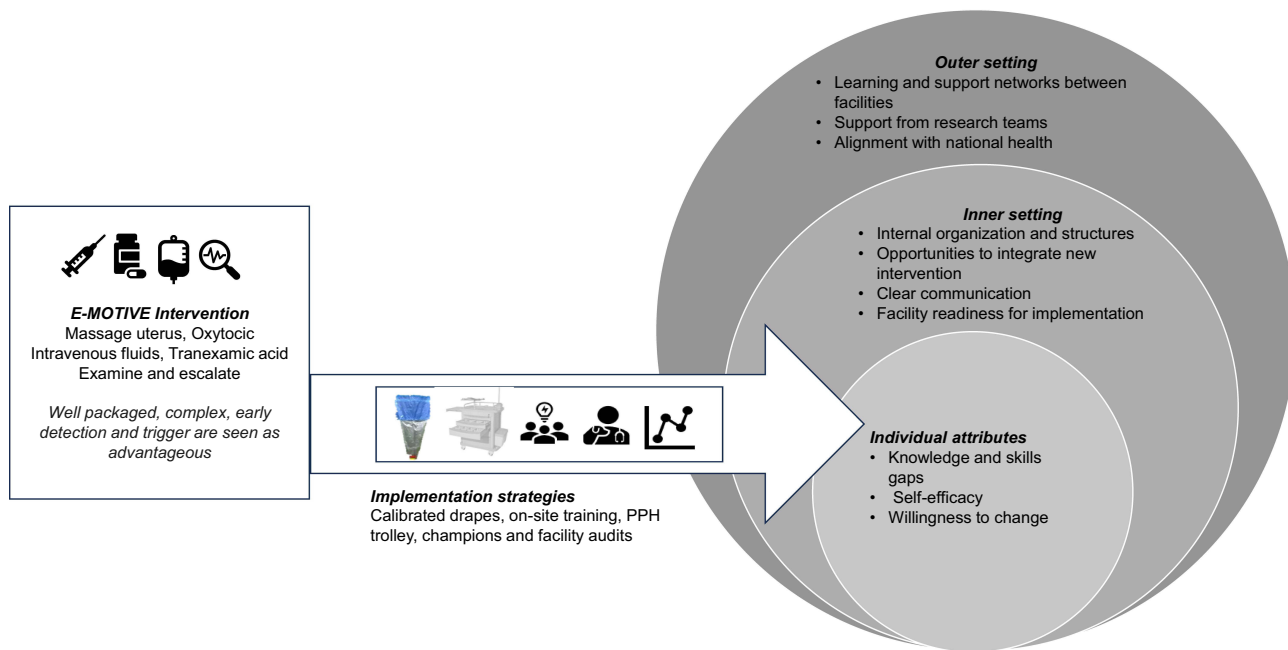 E-MOTIVE Intervention
Massage uterus, Oxytocic
Intravenous fluids, Tranexamic acid
Examine and escalate
Well packaged, complex, early
detection and trigger are seen as
advantageous
Implementation strategies
Calibrated drapes, on-site training, PPH
trolley, champions and facility audits
Outer setting
• Learning and support networks between
facilities
• Support from research teams
• Alignment with national health
Inner setting
• Internal organization and structures
• Opportunities to integrate new
intervention
• Clear communication
• Facility readiness for implementation
Individual attributes
• Knowledge and skills
gaps
• Self-efficacy
• Willingness to change